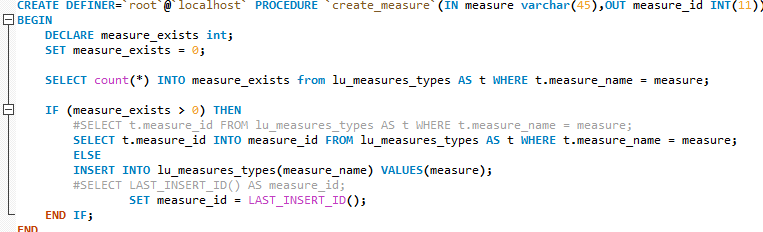 CREATE DEFINER=`root`@`localhost` PROCEDURE `create_measure`(IN measure varchar(45),OUT measure_id INT(11))
BEGIN
DECLARE measure_exists int;
SET measure_exists = 0;
SELECT count(*) INTO measure_exists from lu_measures_types AS t WHERE t.measure_name = measure;
IF (measure_exists > 0) THEN
#SELECT t.measure_id FROM lu_measures_types AS t WHERE t.measure_name = measure;
SELECT t.measure_id INTO measure_id FROM lu_measures_types AS t WHERE t.measure_name = measure;
ELSE
INSERT INTO lu_measures_types(measure_name) VALUES(measure);
#SELECT LAST_INSERT_ID() AS measure_id;
SET measure_id = LAST_INSERT_ID();
END IF;
END